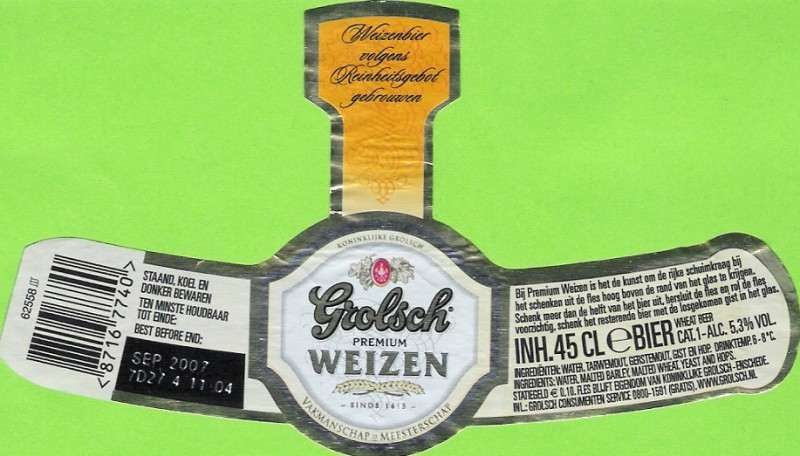 Weizenbier
volgens
Reinheitsgebot
gebrouwen
KONINKLIJKE GROLSCH
Grolsch®
PREMIUM
WEIZEN
– SINDS 1615 –
VAKMANSCHAP is MEESTERSCHAP
62556 III
<8716 7740>
STAAND, KOEL EN
DONKER BEWAREN
TEN MINSTE HOUDBAAR
TOT EINDE:
BEST BEFORE END:
SEP 2007
7D27 4 11:04
Bij Premium Weizen is het de kunst om de rijke schuimkraag bij
het schenken uit de fles hoog boven de rand van het glas te krijgen.
Schenk meer dan de helft van het bier uit, hersluit de fles en rol de fles
voorzichtig, schenk het resterende bier met de losgekomen gist in het glas.
INH. 45 CL e BIER WHEAT BEER
CAT. 1 - ALC. 5,3% VOL.
INGREDIËNTEN: WATER, TARWEMOUT, GERSTEMOUT, GIST EN HOP. DRINKTEMP. 6 - 8°C.
INGREDIENTS: WATER, MALTED BARLEY, MALTED WHEAT, YEAST AND HOPS.
STATIEGELD € 0,10. FLES BLIJFT EIGENDOM VAN KONINKLIJKE GROLSCH - ENSCHEDE.
INL.: GROLSCH CONSUMENTEN SERVICE 0800-1591 (GRATIS), WWW.GROLSCH.NL.